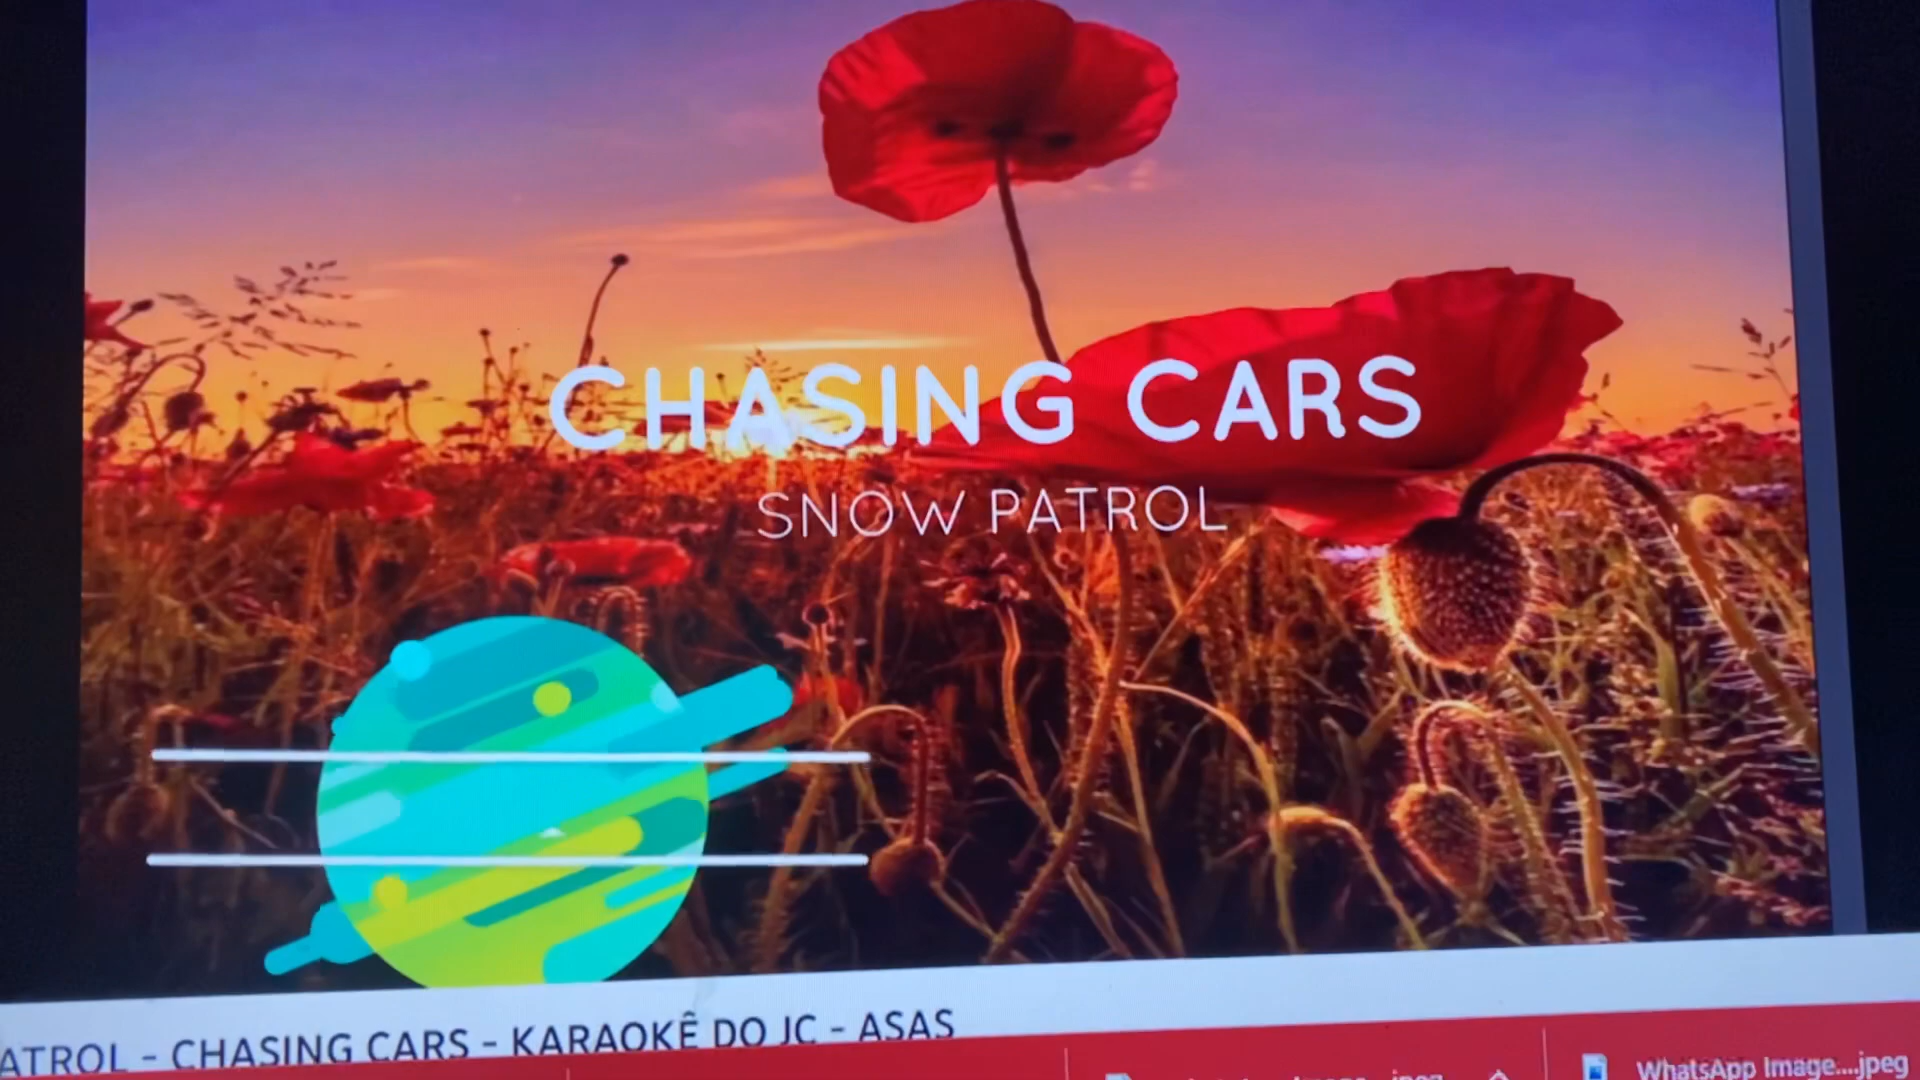 CHASING CARS
SNOW PATROL
ATROL - CHASING CARS - KARAOKÊ DO JC - ASAS
WhatsApp Image....jpeg